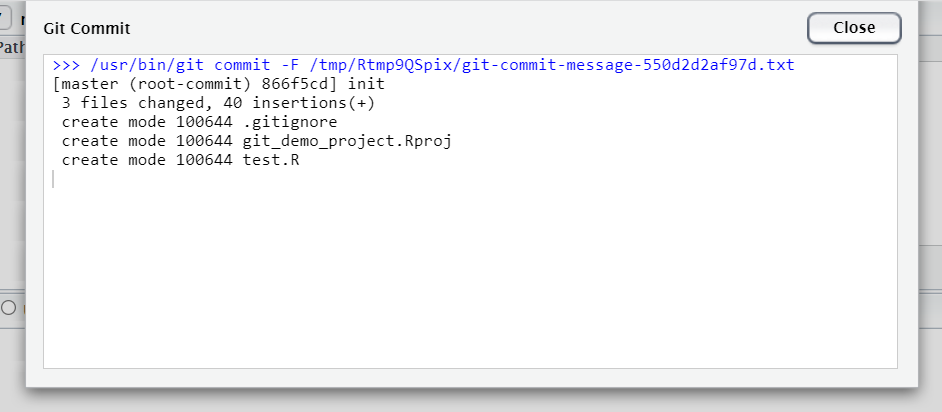 Git Commit
Close
>>> /usr/bin/git commit -F /tmp/Rtmp9QSpix/git-commit-message-550d2d2af97d.txt
[master (root-commit) 866f5cd] init
3 files changed, 40 insertions(+)
create mode 100644 .gitignore
create mode 100644 git_demo_project.Rproj
create mode 100644 test.R